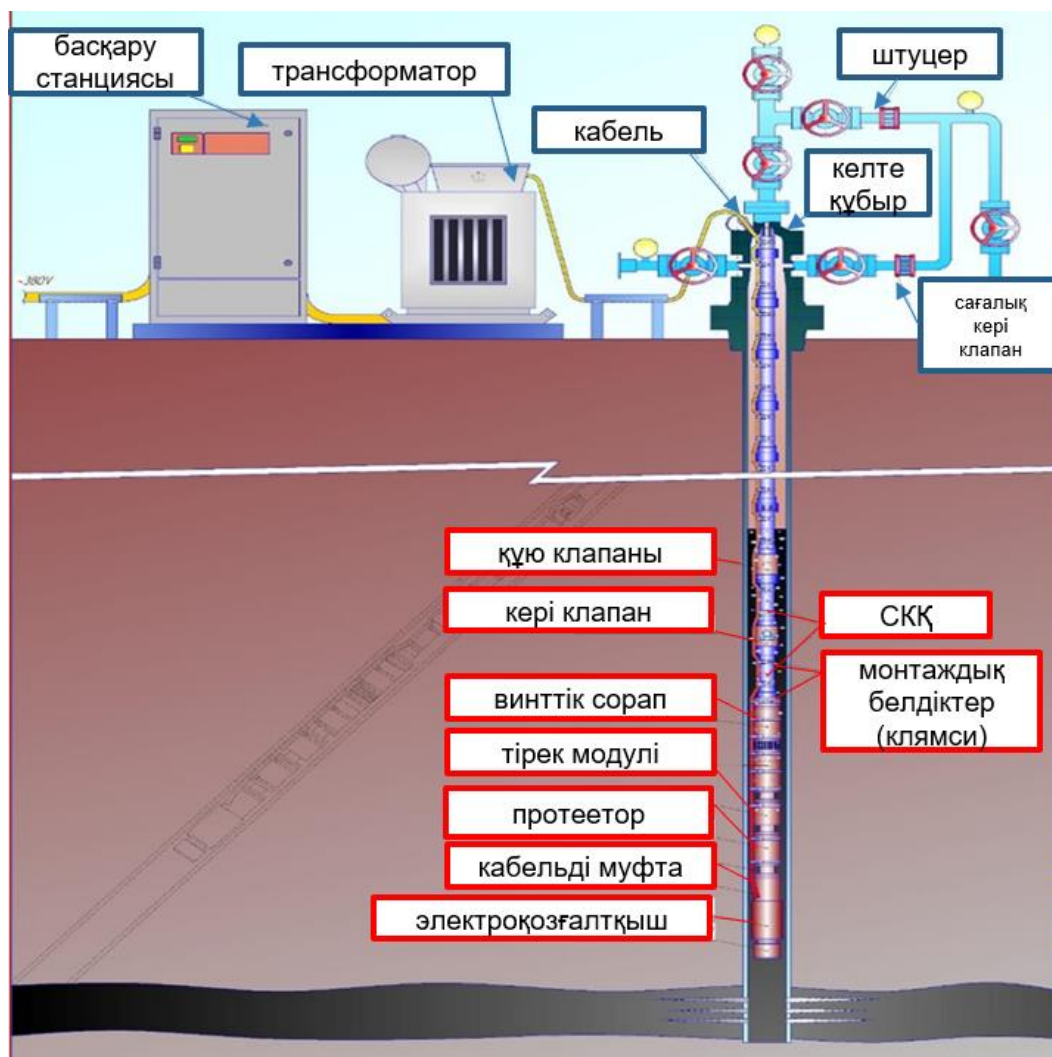 басқару
станциясы
трансформатор
штуцер
кабель
келте
құбыр
~380V
сағалық
кері
клапан
құю клапаны
кері клапан
СКҚ
монтаждық
белдіктер
(клямси)
винттік сорап
тірек модулі
протеетор
кабельді муфта
электроқозғалтқыш